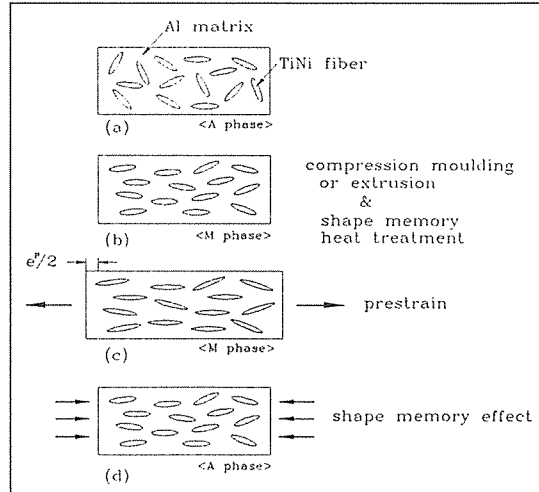 Al matrix
TiNi fiber
(a)
<A phase>
(b)
<M phase>
compression moulding
or extrusion
&
shape memory
heat treatment
eᵖ/2
prestrain
(c)
<M phase>
shape memory effect
(d)
<A phase>